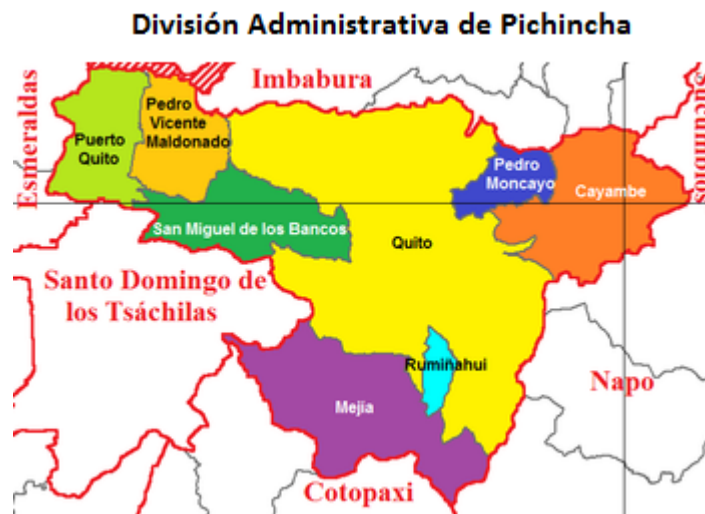 División Administrativa de Pichincha
Imbabura
Sucumbíos
Esmeraldas
Pedro
Vicente
Maldonado
Puerto
Quito
Pedro
Moncayo
Cayambe
San Miguel de los Bancos
Quito
Santo Domingo de
los Tsáchilas
Rumiñahui
Napo
Mejia
Cotopaxi